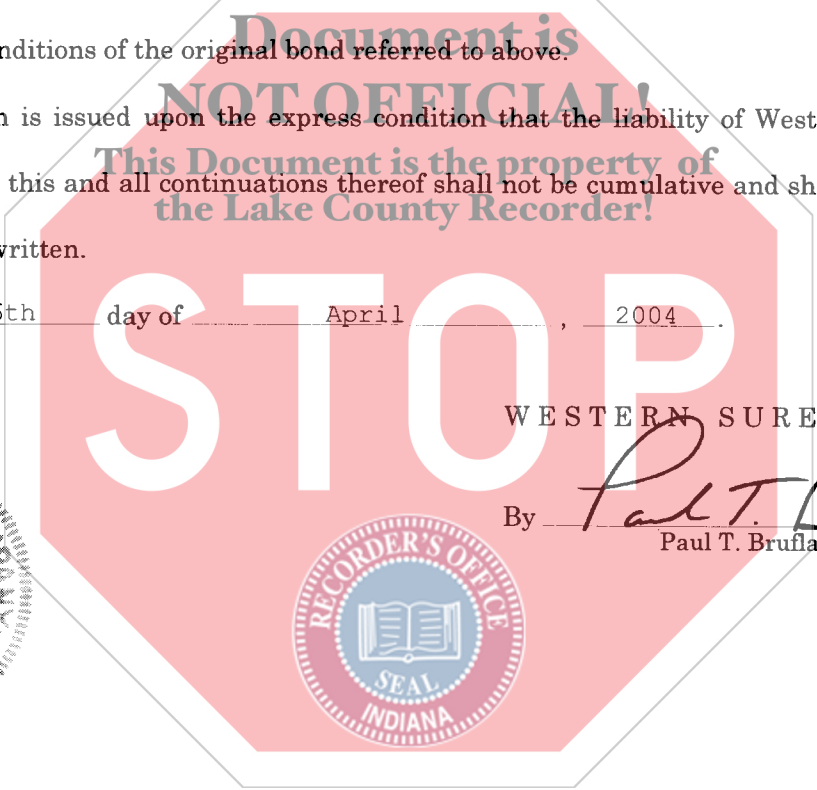 Document is
nditions of the original bond referred to above.
NOT OFFICIAL!
n is issued upon the express condition that the liability of West
This Document is the property of
this and all continuations thereof shall not be cumulative and sh
the Lake County Recorder!
written.
5th day of April , 2004 .
STOP
WESTERN SURE
By Paul T.
Paul T. Brufla
RECORDER'S OFFICE
SEAL
INDIANA